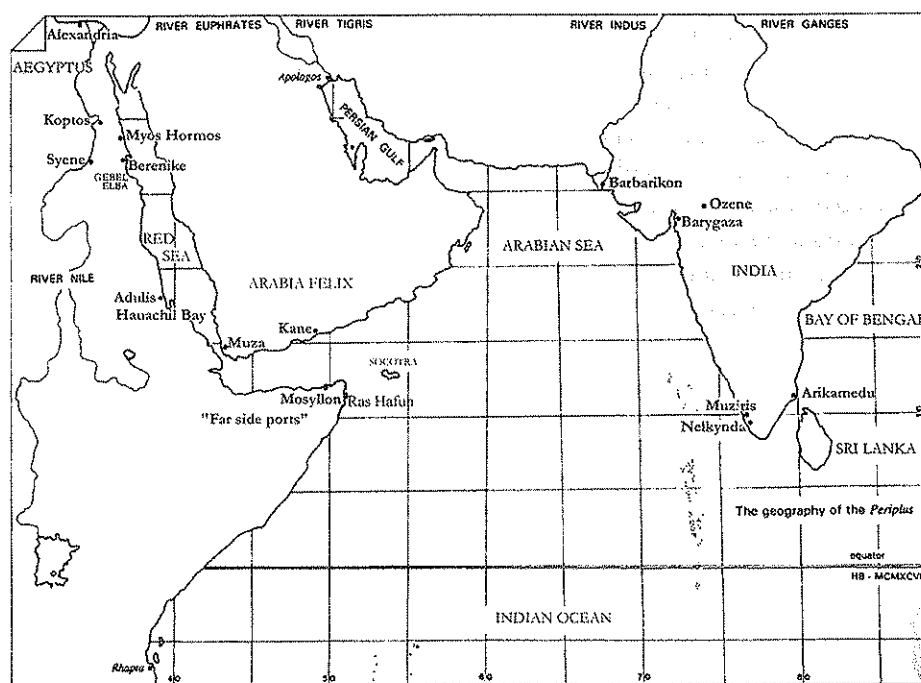 Alexandria
RIVER EUPHRATES
RIVER TIGRIS
RIVER INDUS
RIVER GANGES
AEGYPTUS
Apologos
Koptos
PERSIAN GULF
Myos Hormos
Syene
Berenike
GEBEL
ELBA
Barbarikon
Ozene
Barygaza
RED
SEA
ARABIAN SEA
INDIA
RIVER NILE
ARABIA FELIX
Adulis
Hauachil Bay
Kane
BAY OF BENGAL
Muza
SOCOTRA
Mosyllon
Ras Hafun
Arikamedu
"Far side ports"
Muziris
Nelkynda
SRI LANKA
The geography of the Periplus
equator
HB - MCMXCVI
INDIAN OCEAN
Rhapta
40
50
60
70
80